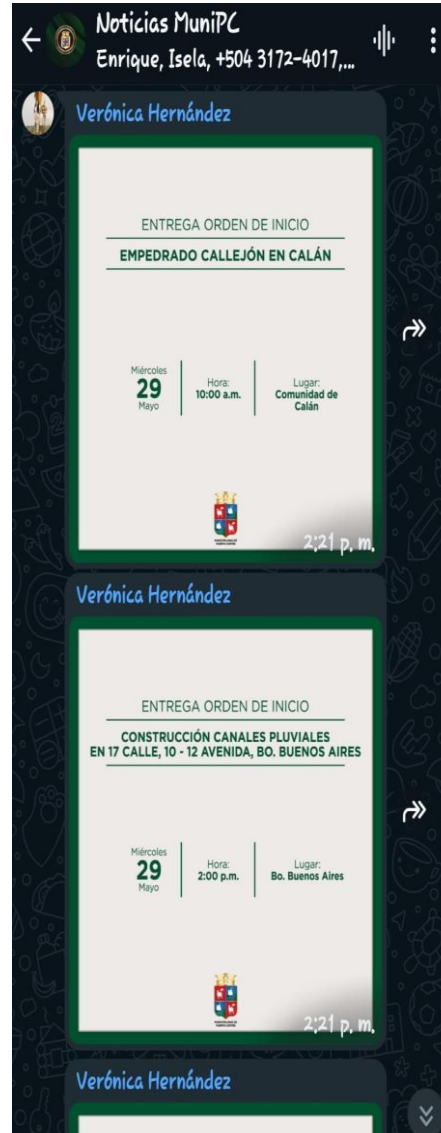 Noticias MuniPC
Enrique, Isela, +504 3172-4017,...
Verónica Hernández
ENTREGA ORDEN DE INICIO
EMPEDRADO CALLEJÓN EN CALÁN
Miércoles
29
Mayo
Hora:
10:00 a.m.
Lugar:
Comunidad de
Calán
2:21 p. m.
Verónica Hernández
ENTREGA ORDEN DE INICIO
CONSTRUCCIÓN CANALES PLUVIALES
EN 17 CALLE, 10 - 12 AVENIDA, BO. BUENOS AIRES
Miércoles
29
Mayo
Hora:
2:00 p.m.
Lugar:
Bo. Buenos Aires
2:21 p. m.
Verónica Hernández